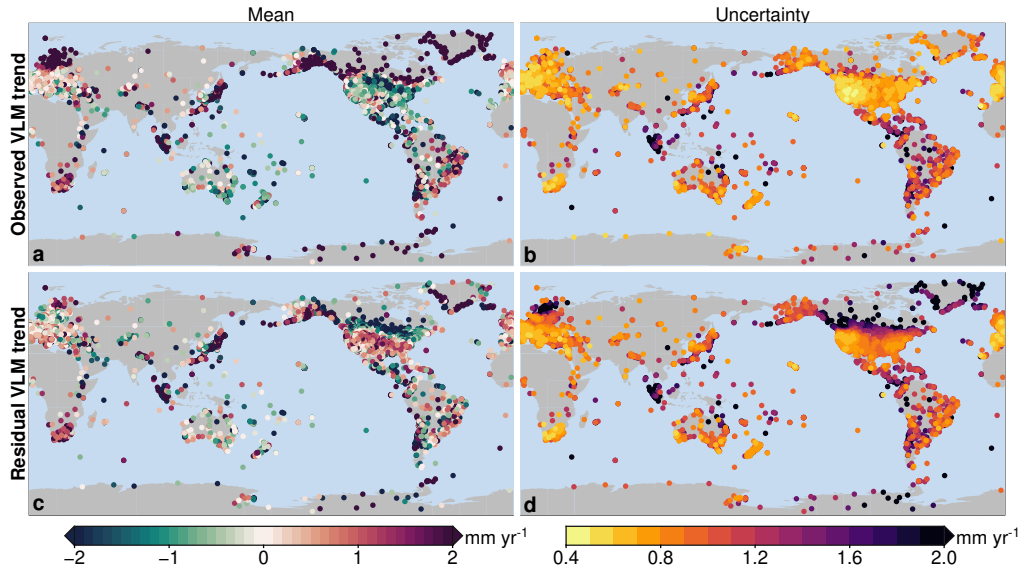 Mean
Uncertainty
Observed VLM trend
a
b
Residual VLM trend
c
d
−2 −1 0 1 2 mm yr-1
0.4 0.8 1.2 1.6 2.0 mm yr-1